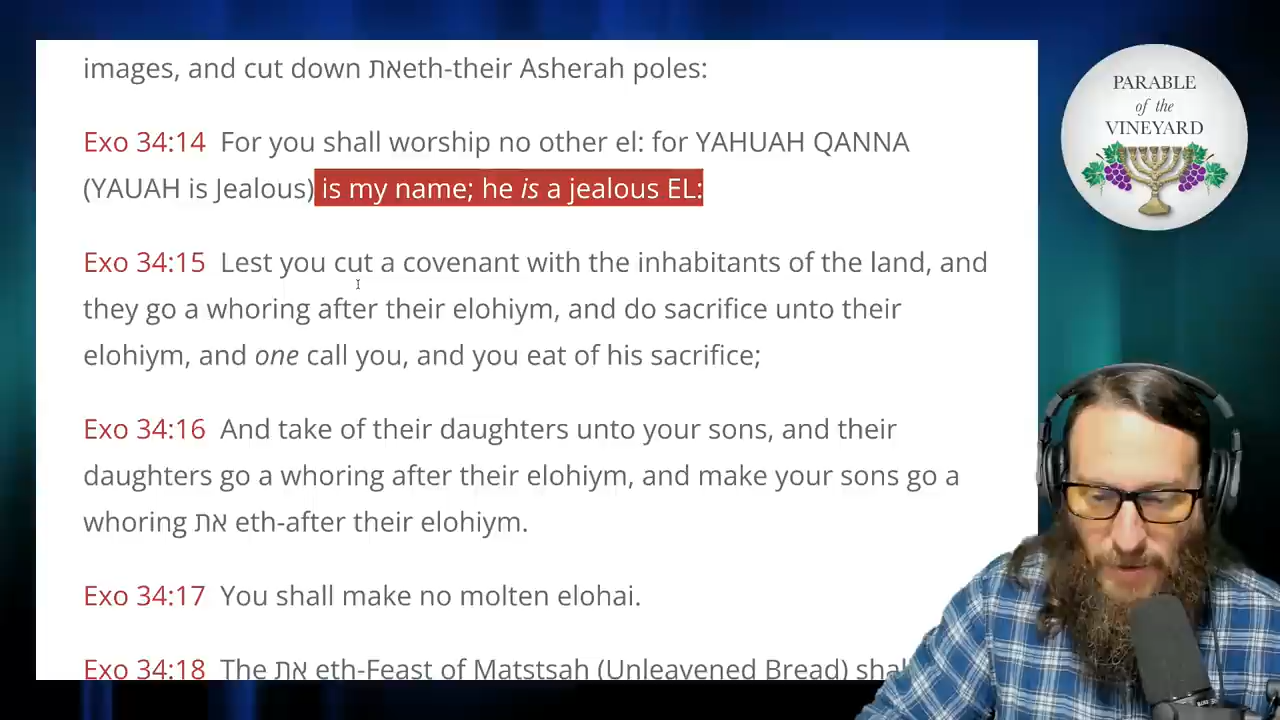 images, and cut down אתeth-their Asherah poles:
Exo 34:14 For you shall worship no other el: for YAHUAH QANNA
(YAUAH is Jealous) is my name; he is a jealous EL:
Exo 34:15 Lest you cut a covenant with the inhabitants of the land, and
they go a whoring after their elohiym, and do sacrifice unto their
elohiym, and one call you, and you eat of his sacrifice;
Exo 34:16 And take of their daughters unto your sons, and their
daughters go a whoring after their elohiym, and make your sons go a
whoring את eth-after their elohiym.
Exo 34:17 You shall make no molten elohai.
Exo 34:18 The את eth-Feast of Matstsah (Unleavened Bread)
PARABLE
of the
VINEYARD